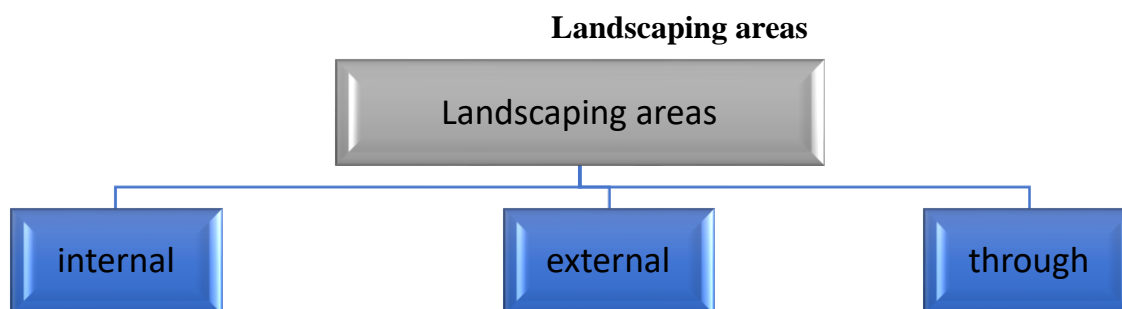 Landscaping areas
Landscaping areas
internal
external
through